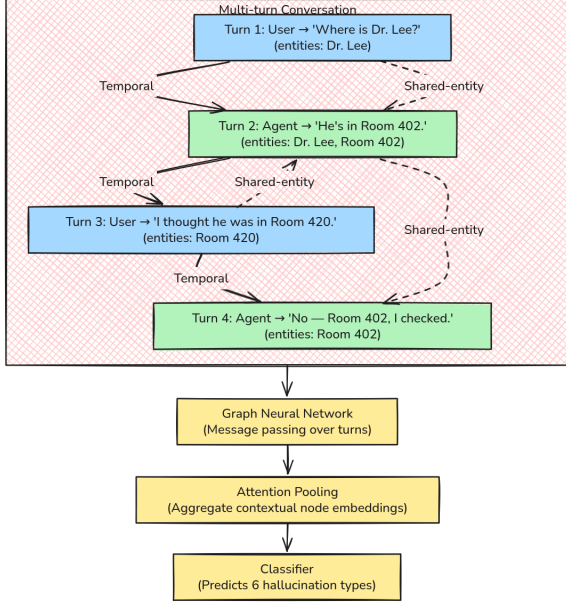 Multi-turn Conversation
Turn 1: User → 'Where is Dr. Lee?'
(entities: Dr. Lee)
Temporal
Shared-entity
Turn 2: Agent → 'He's in Room 402.'
(entities: Dr. Lee, Room 402)
Temporal
Shared-entity
Turn 3: User → 'I thought he was in Room 420.'
(entities: Room 420)
Shared-entity
Temporal
Turn 4: Agent → 'No — Room 402, I checked.'
(entities: Room 402)
Graph Neural Network
(Message passing over turns)
Attention Pooling
(Aggregate contextual node embeddings)
Classifier
(Predicts 6 hallucination types)